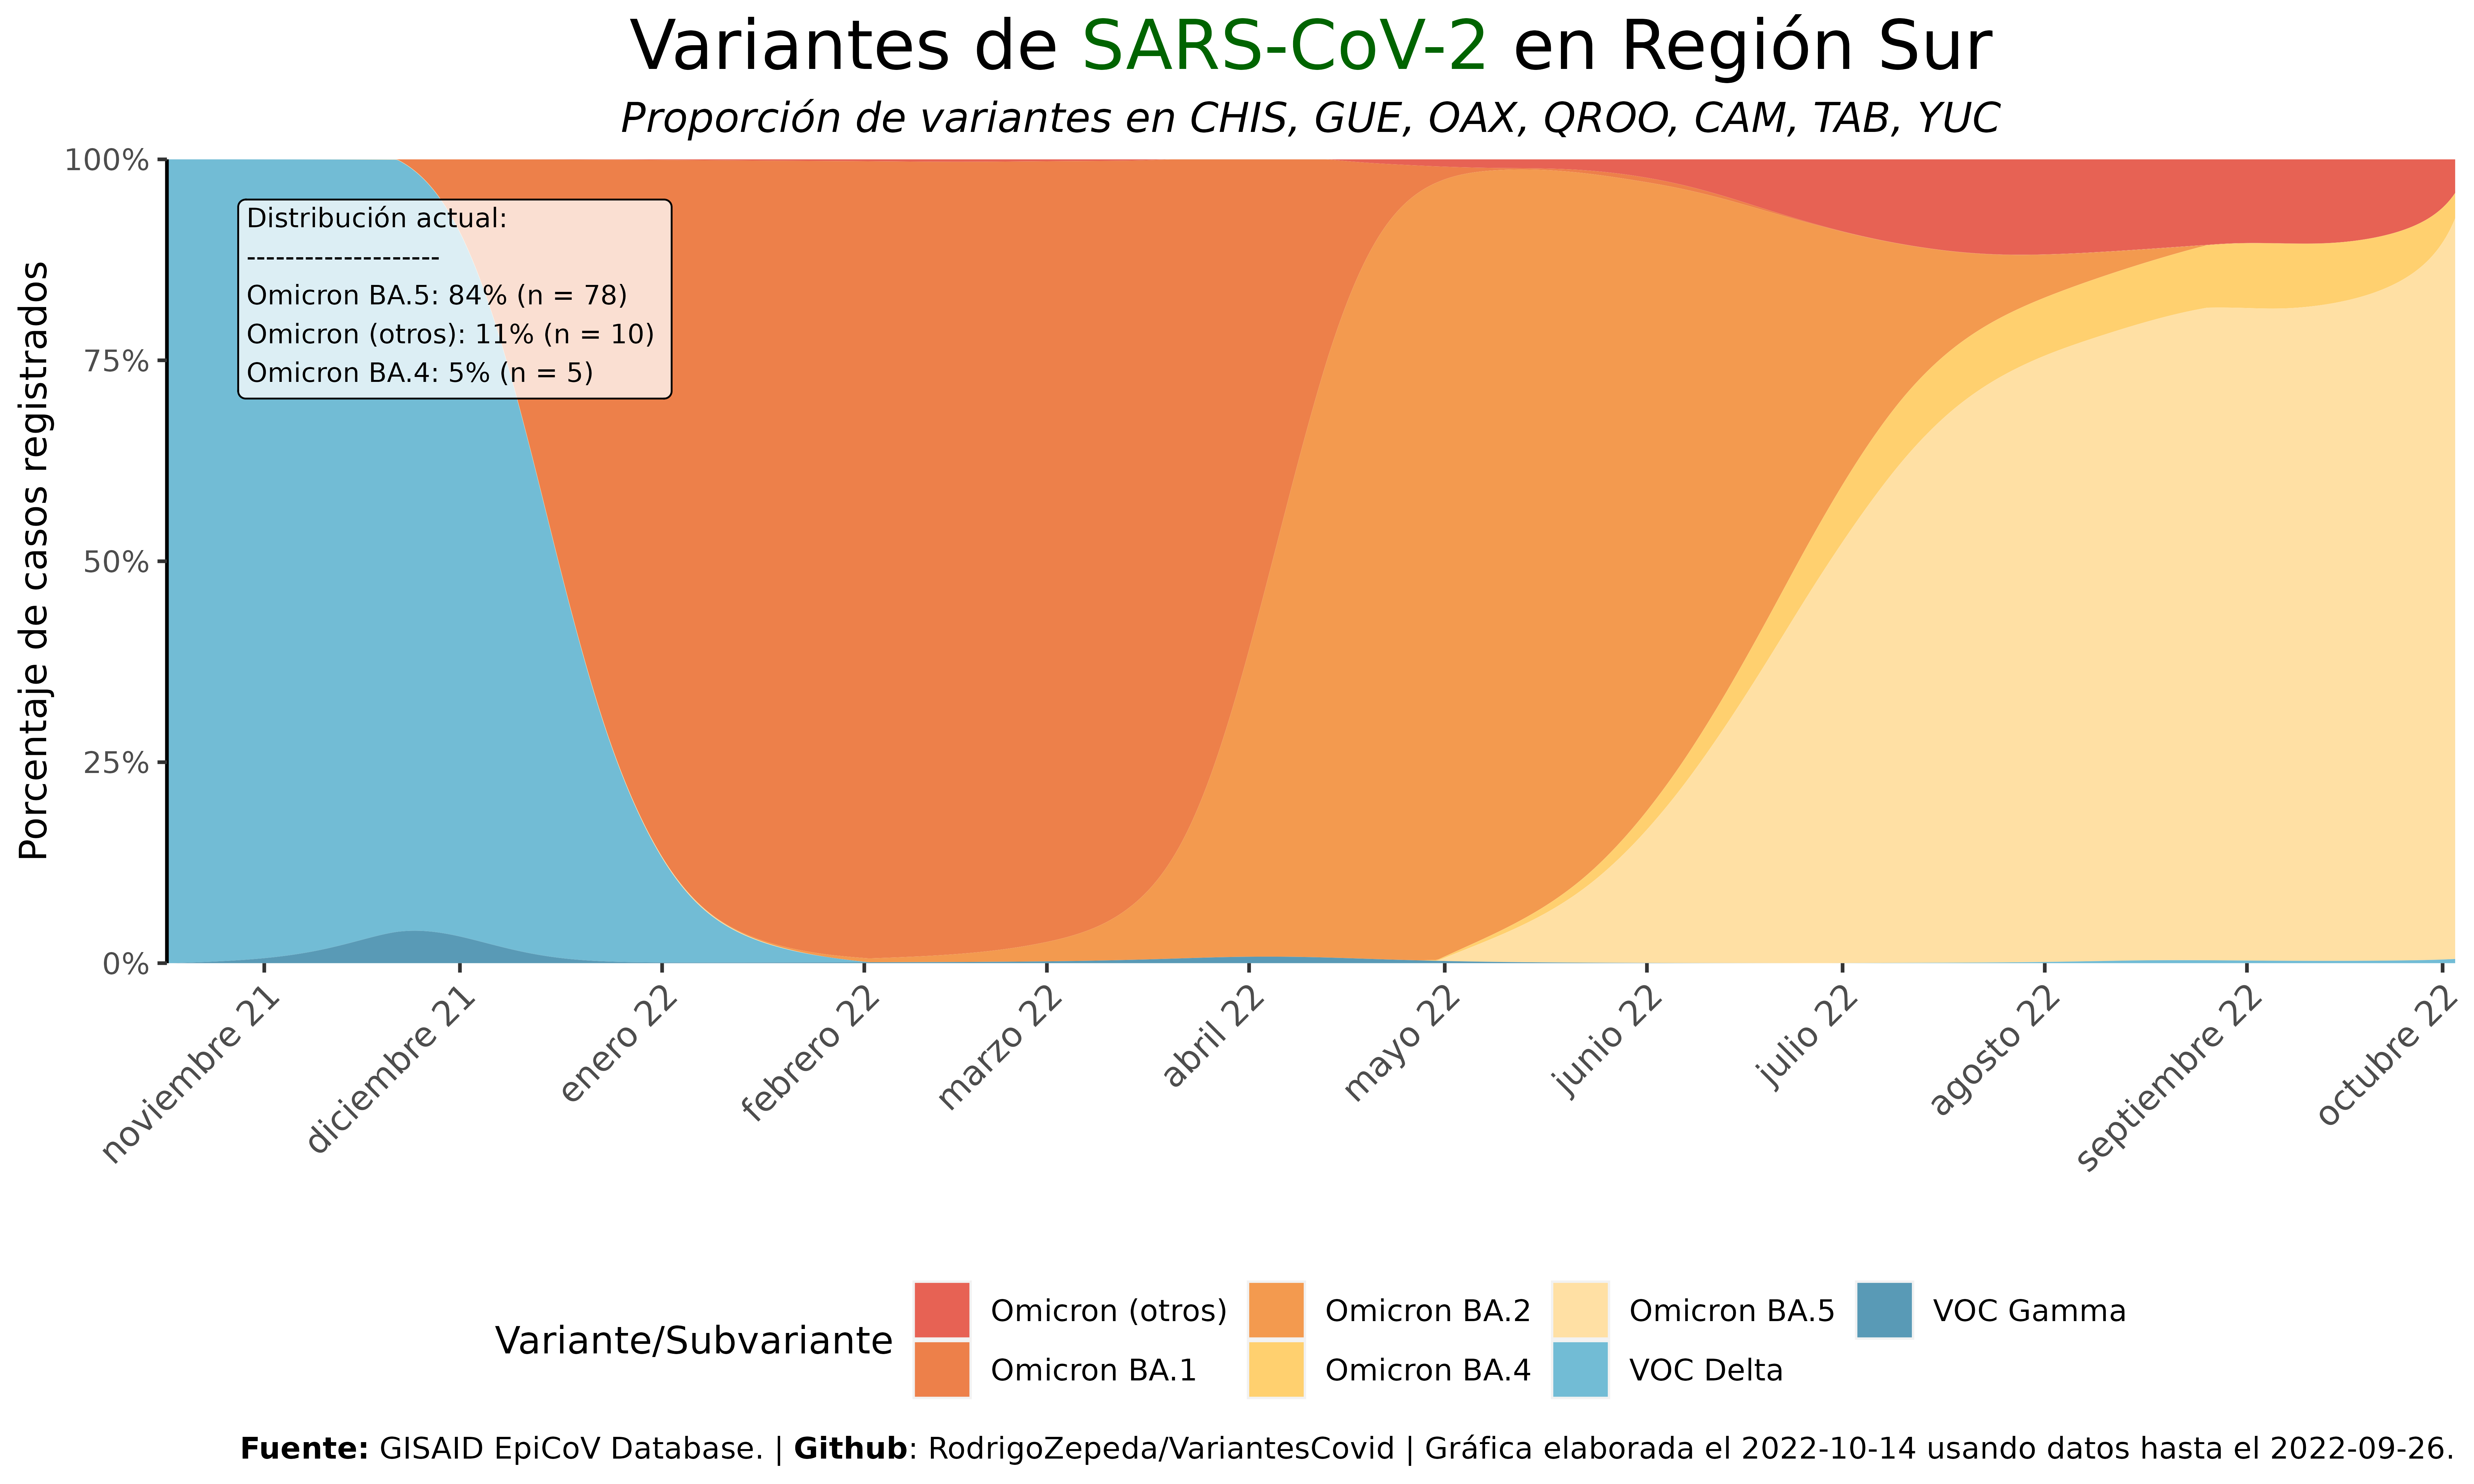 Variantes de SARS-CoV-2 en Región Sur
Proporción de variantes en CHIS, GUE, OAX, QROO, CAM, TAB, YUC
Porcentaje de casos registrados
100%
75%
50%
25%
0%
Distribución actual:
--------------------
Omicron BA.5: 84% (n = 78)
Omicron (otros): 11% (n = 10)
Omicron BA.4: 5% (n = 5)
noviembre 21
diciembre 21
enero 22
febrero 22
marzo 22
abril 22
mayo 22
junio 22
julio 22
agosto 22
septiembre 22
octubre 22
Variante/Subvariante
Omicron (otros)
Omicron BA.1
Omicron BA.2
Omicron BA.4
Omicron BA.5
VOC Delta
VOC Gamma
Fuente: GISAID EpiCoV Database. | Github: RodrigoZepeda/VariantesCovid | Gráfica elaborada el 2022-10-14 usando datos hasta el 2022-09-26.